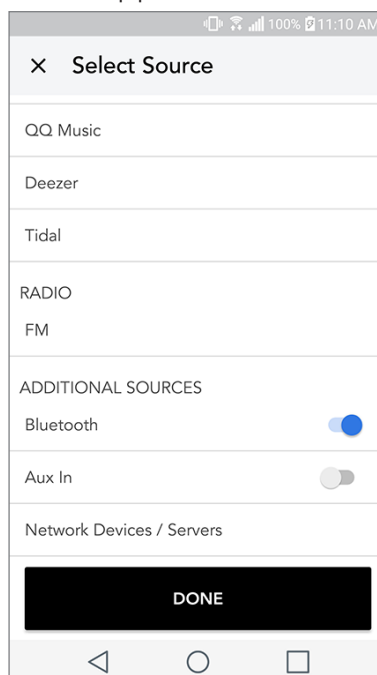 100% 11:10 AM
Select Source
QQ Music
Deezer
Tidal
RADIO
FM
ADDITIONAL SOURCES
Bluetooth
Aux In
Network Devices / Servers
DONE